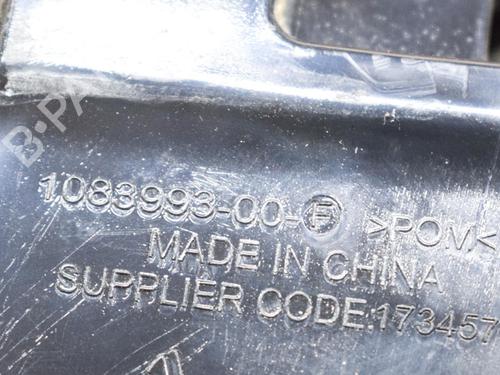 1083993-00-F >POM<
MADE IN CHINA
SUPPLIER CODE:173457